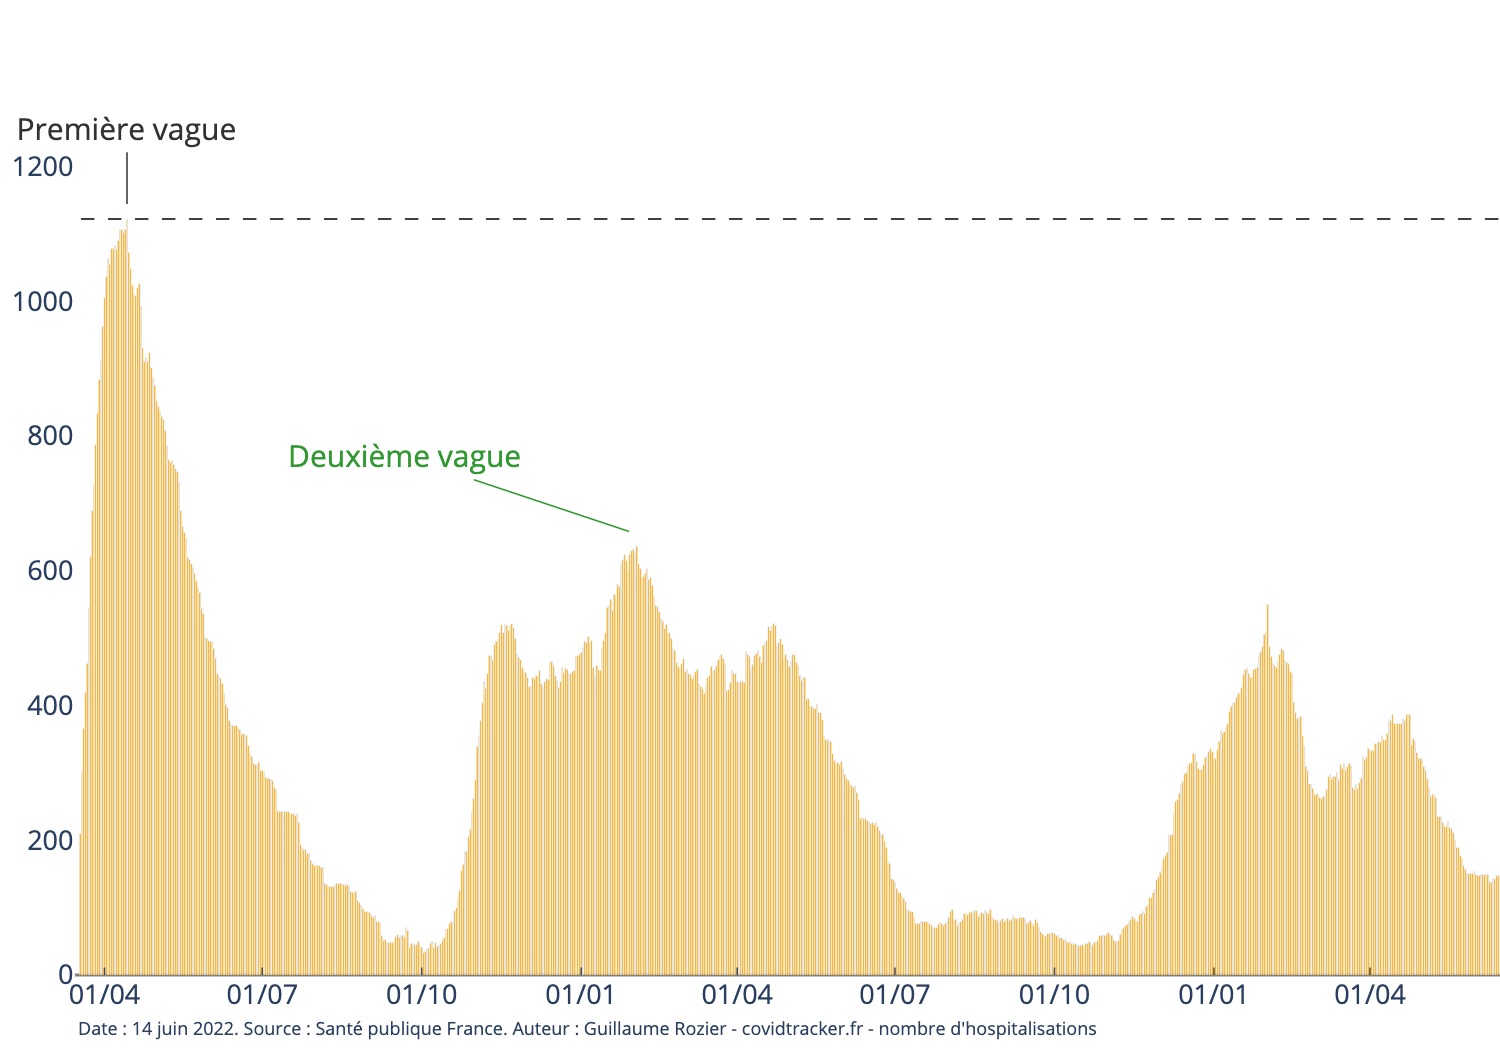 Première vague
1200
1000
800
Deuxième vague
600
400
200
0
01/04 01/07 01/10 01/01 01/04 01/07 01/10 01/01 01/04
Date : 14 juin 2022. Source : Santé publique France. Auteur : Guillaume Rozier - covidtracker.fr - nombre d'hospitalisations